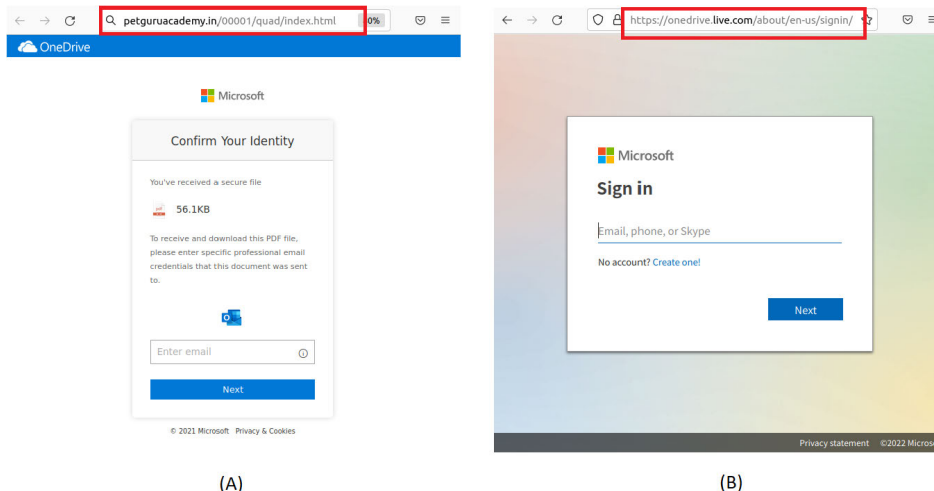 petguruacademy.in/00001/quad/index.html
0%
OneDrive
Microsoft
Confirm Your Identity
You've received a secure file
pdf
56.1KB
To receive and download this PDF file,
please enter specific professional email
credentials that this document was sent
to.
Enter email
Next
© 2021 Microsoft Privacy & Cookies
(A)
https://onedrive.live.com/about/en-us/signin/
Microsoft
Sign in
Email, phone, or Skype
No account? Create one!
Next
Privacy statement ©2022 Microso
(B)